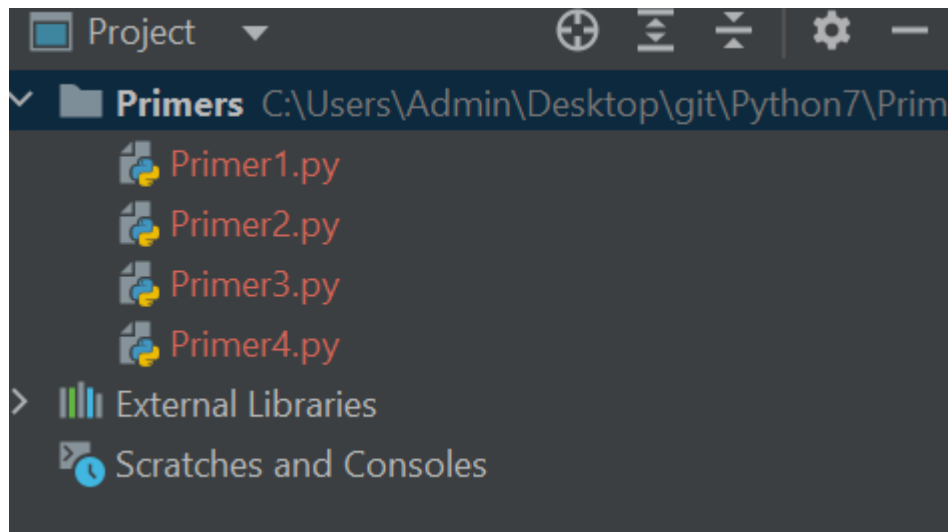 Project
Primers C:\Users\Admin\Desktop\git\Python7\Prim
Primer1.py
Primer2.py
Primer3.py
Primer4.py
External Libraries
Scratches and Consoles